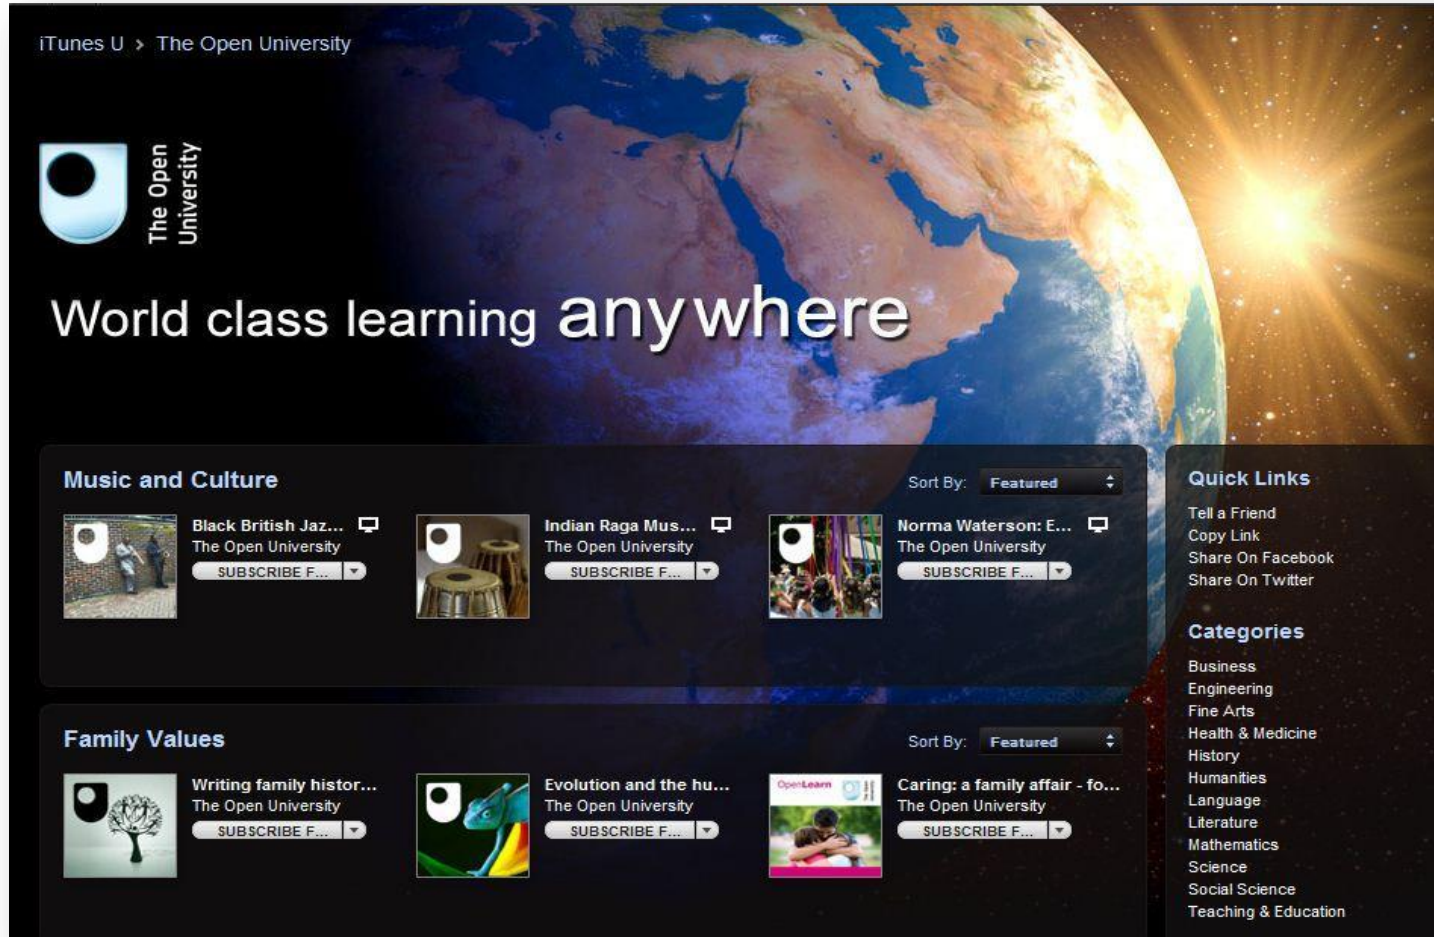 iTunes U > The Open University
The Open
University
World class learning anywhere
Music and Culture
Sort By: Featured
Black British Jaz...
The Open University
SUBSCRIBE F...
Indian Raga Mus...
The Open University
SUBSCRIBE F...
Norma Waterson: E...
The Open University
SUBSCRIBE F...
Family Values
Sort By: Featured
Writing family histor...
The Open University
SUBSCRIBE F...
Evolution and the hu...
The Open University
SUBSCRIBE F...
OpenLearn
Caring: a family affair - fo...
The Open University
SUBSCRIBE F...
Quick Links
Tell a Friend
Copy Link
Share On Facebook
Share On Twitter
Categories
Business
Engineering
Fine Arts
Health & Medicine
History
Humanities
Language
Literature
Mathematics
Science
Social Science
Teaching & Education